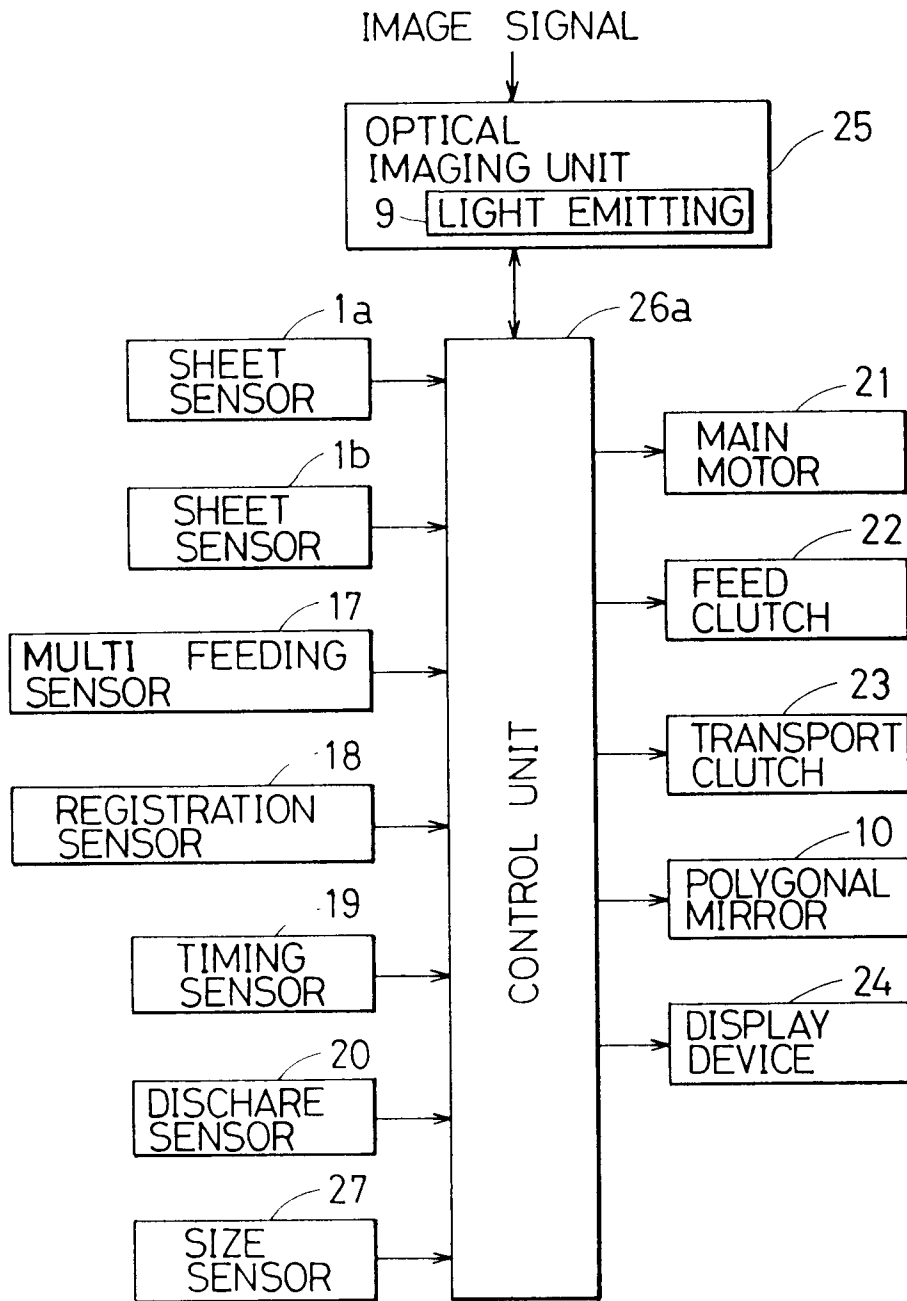 IMAGE SIGNAL
OPTICAL
IMAGING UNIT
9 LIGHT EMITTING
25
26a
CONTROL UNIT
1a
SHEET
SENSOR
1b
SHEET
SENSOR
17
MULTI FEEDING
SENSOR
18
REGISTRATION
SENSOR
19
TIMING
SENSOR
20
DISCHARE
SENSOR
27
SIZE
SENSOR
21
MAIN
MOTOR
22
FEED
CLUTCH
23
TRANSPORT
CLUTCH
10
POLYGONAL
MIRROR
24
DISPLAY
DEVICE